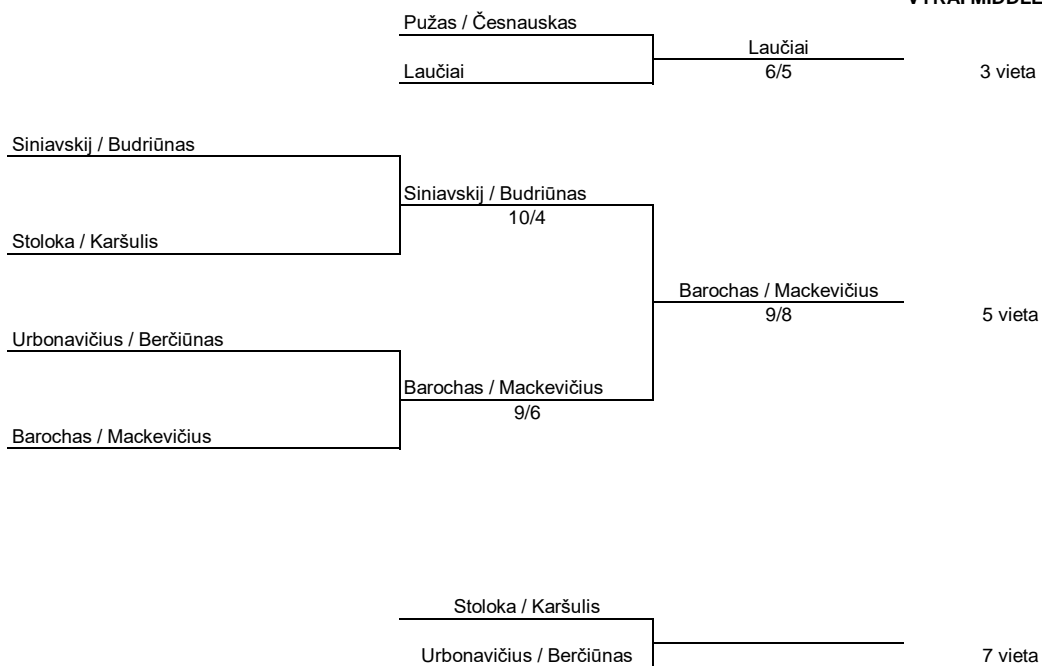 Pužas / Česnauskas
Laučiai
Laučiai
6/5
3 vieta
Siniavskij / Budriūnas
Siniavskij / Budriūnas
10/4
Stoloka / Karšulis
Barochas / Mackevičius
9/8
5 vieta
Urbonavičius / Berčiūnas
Barochas / Mackevičius
9/6
Barochas / Mackevičius
Stoloka / Karšulis
Urbonavičius / Berčiūnas
7 vieta